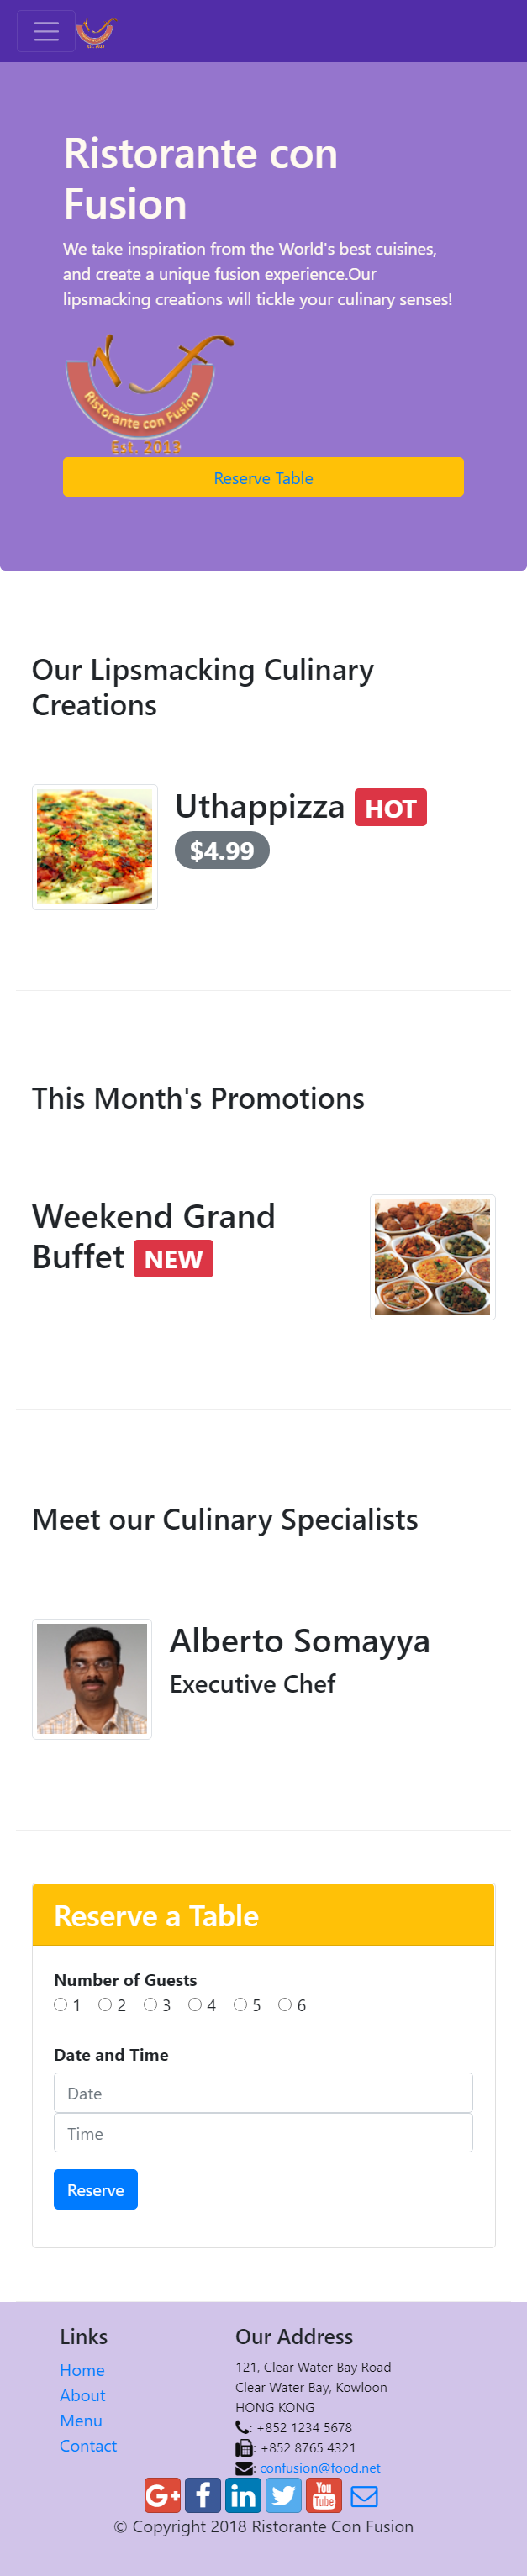 Est. 2013
Ristorante con
Fusion
We take inspiration from the World's best cuisines,
and create a unique fusion experience.Our
lipsmacking creations will tickle your culinary senses!
Ristorante con Fusion
Est. 2013
Reserve Table
Our Lipsmacking Culinary
Creations
Uthappizza HOT
$4.99
This Month's Promotions
Weekend Grand
Buffet NEW
Meet our Culinary Specialists
Alberto Somayya
Executive Chef
Reserve a Table
Number of Guests
1 2 3 4 5 6
Date and Time
Date
Time
Reserve
Links
Home
About
Menu
Contact
Our Address
121, Clear Water Bay Road
Clear Water Bay, Kowloon
HONG KONG
: +852 1234 5678
: +852 8765 4321
: confusion@food.net
G+ f in You Tube
© Copyright 2018 Ristorante Con Fusion